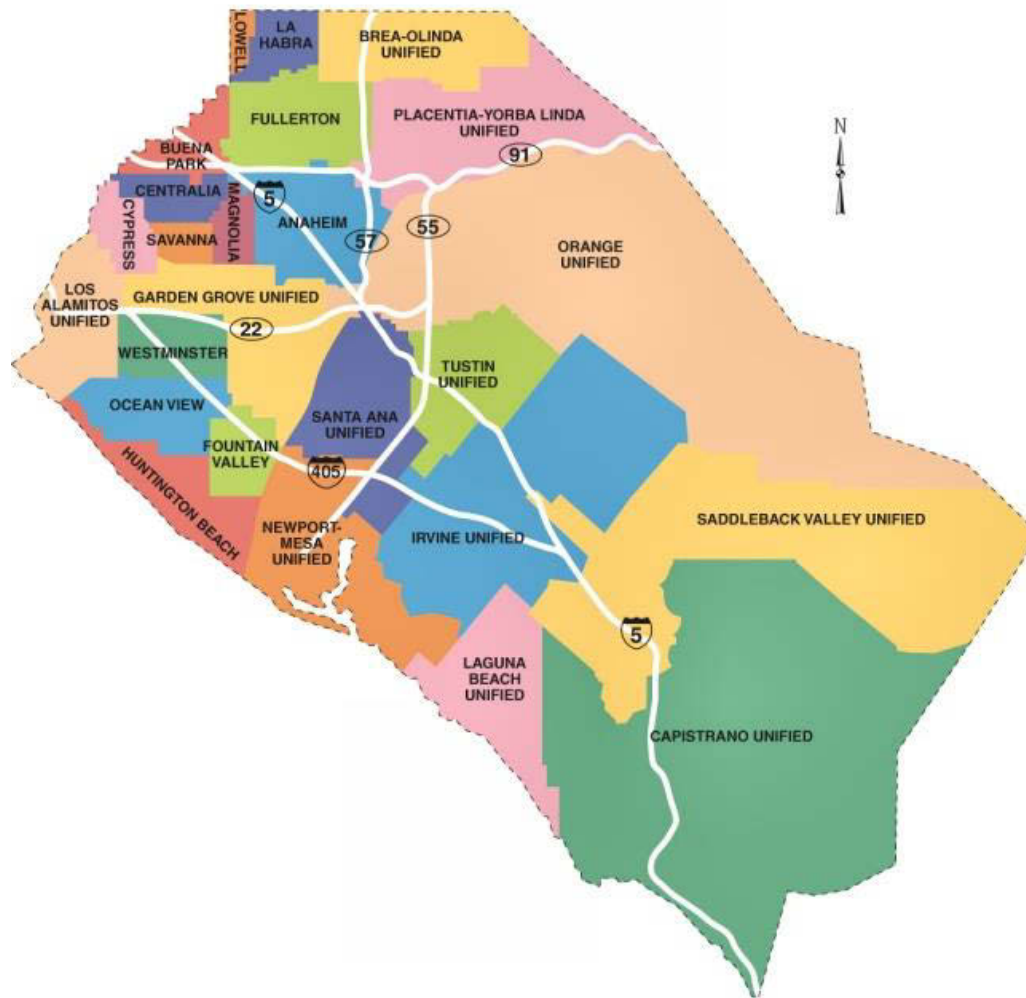 LOWELL
LA
HABRA
BREA-OLINDA
UNIFIED
FULLERTON
PLACENTIA-YORBA LINDA
UNIFIED
N
91
BUENA
PARK
5
CENTRALIA
CYPRESS
MAGNOLIA
SAVANNA
ANAHEIM
57
55
ORANGE
UNIFIED
LOS
ALAMITOS
UNIFIED
GARDEN GROVE UNIFIED
22
WESTMINSTER
TUSTIN
UNIFIED
OCEAN VIEW
SANTA ANA
UNIFIED
FOUNTAIN
VALLEY
405
HUNTINGTON BEACH
NEWPORT-
MESA
UNIFIED
IRVINE UNIFIED
SADDLEBACK VALLEY UNIFIED
5
LAGUNA
BEACH
UNIFIED
CAPISTRANO UNIFIED